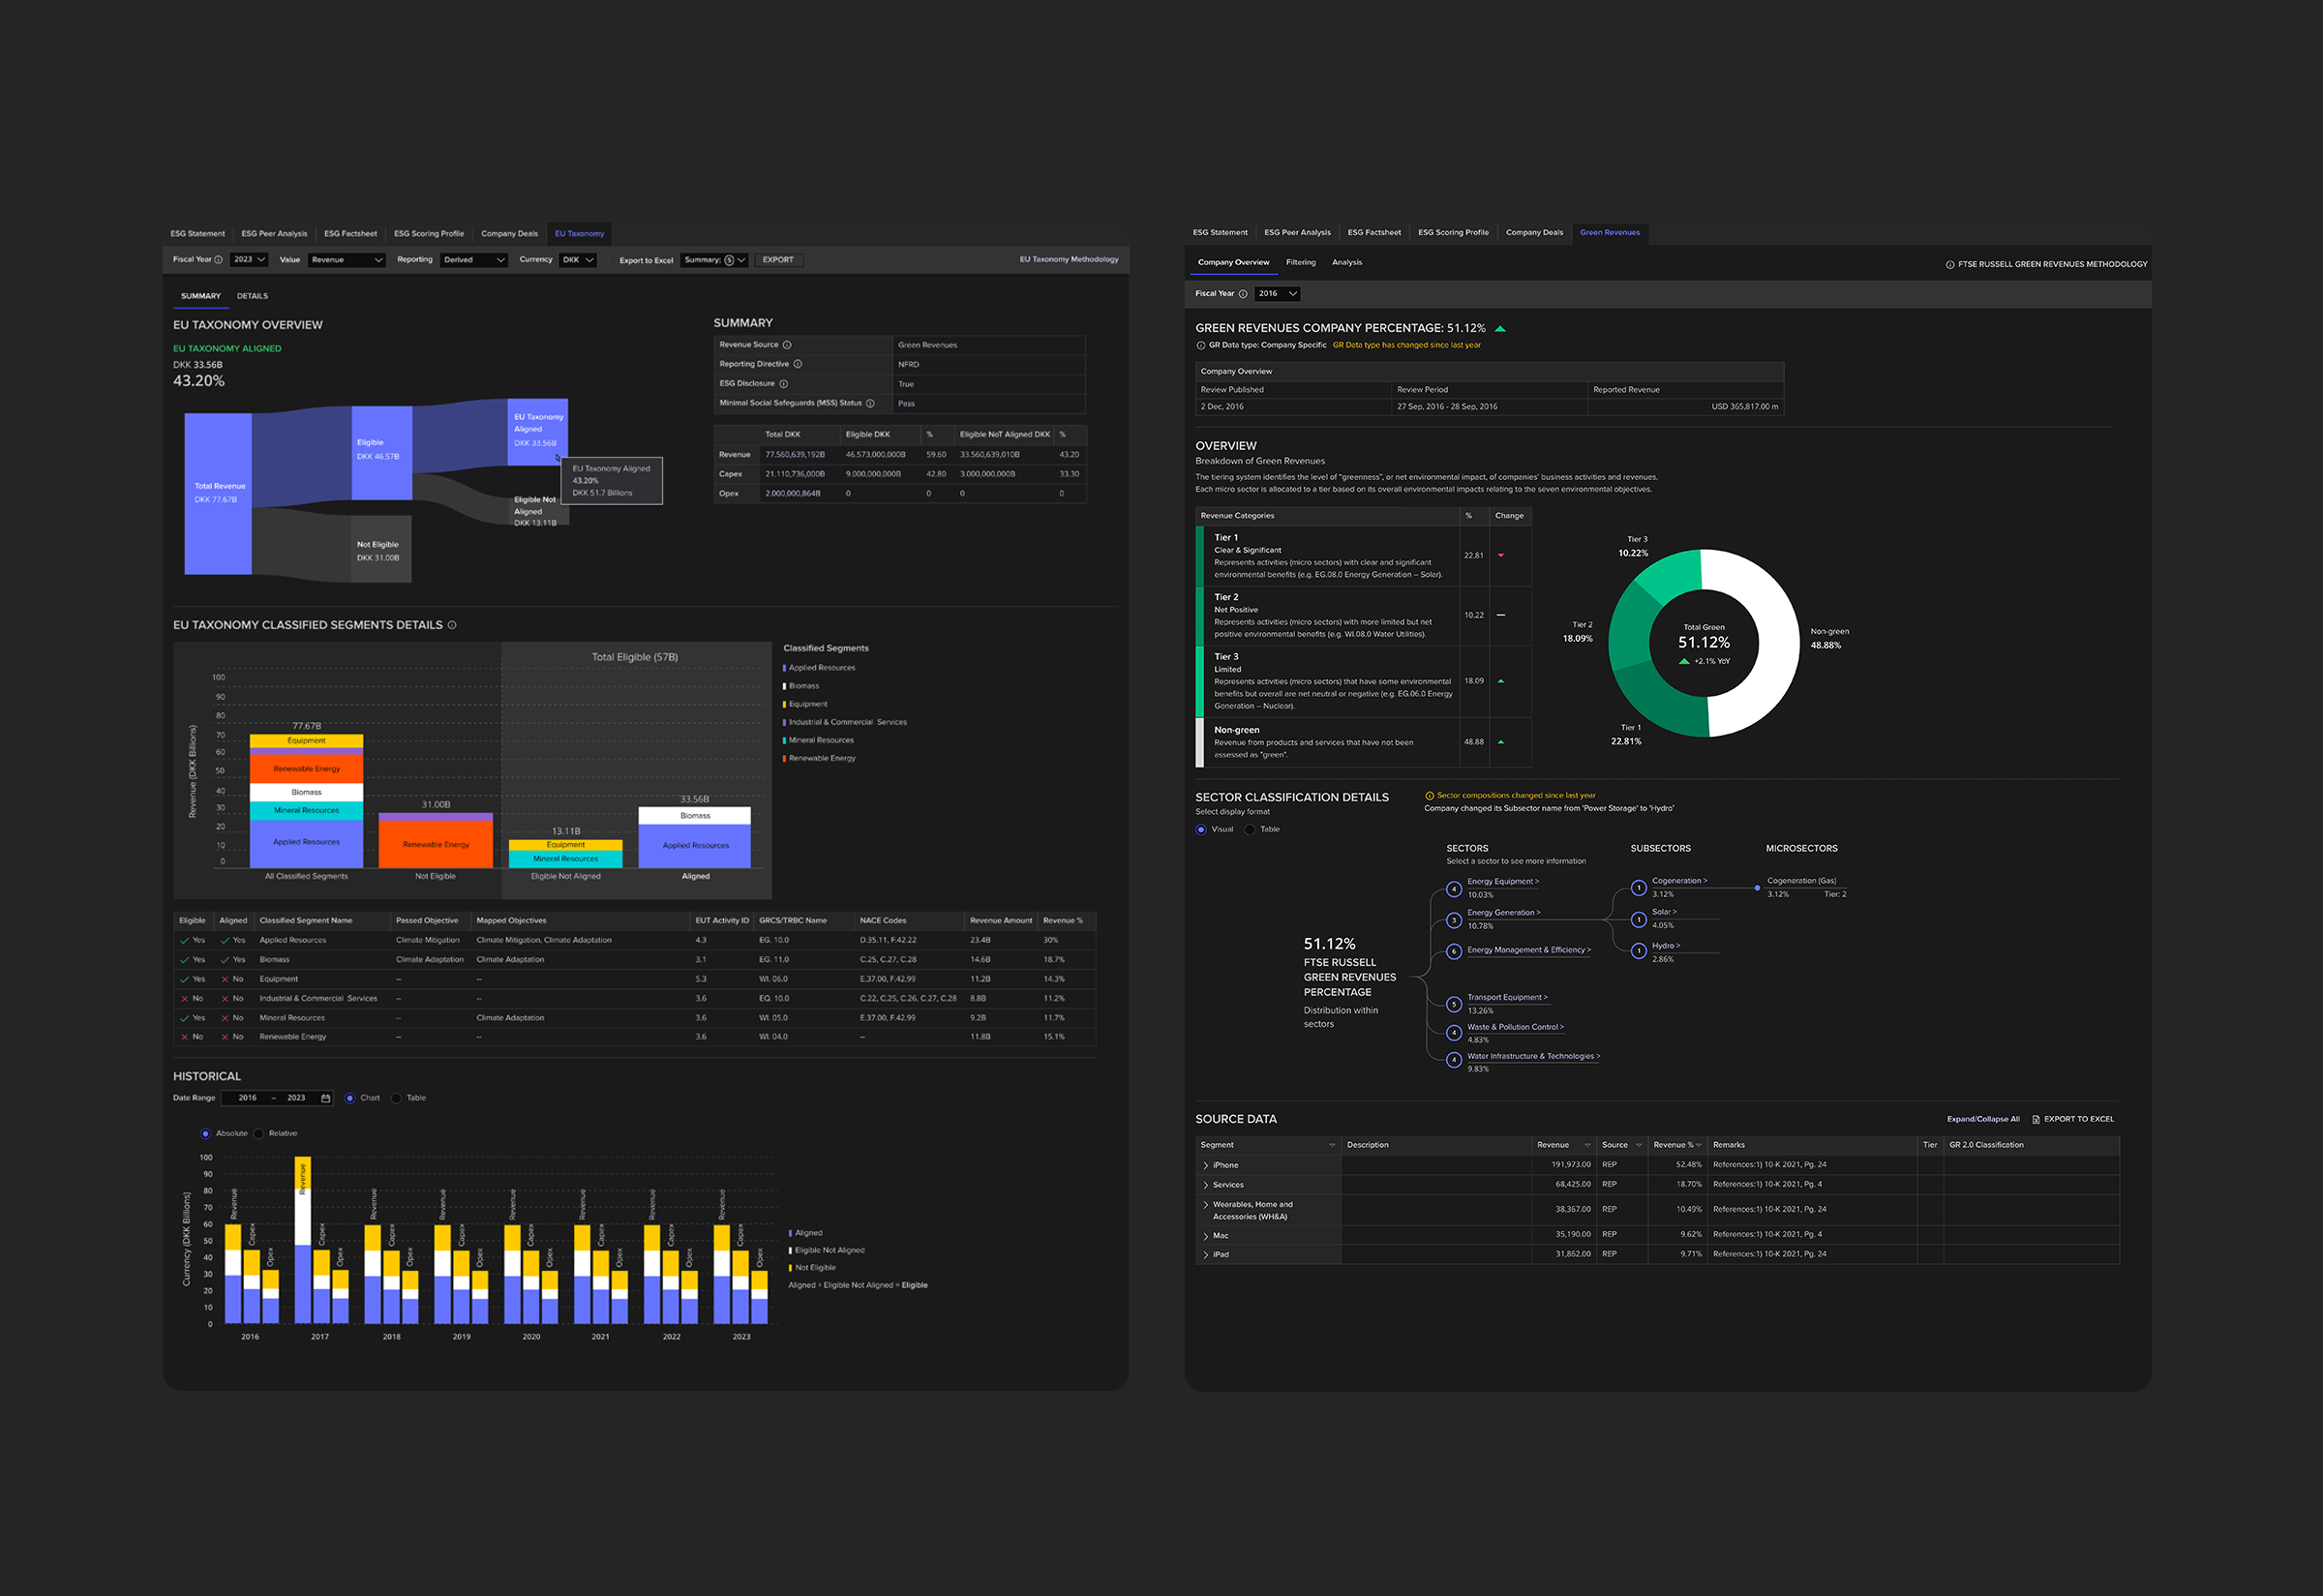 ESG Statement ESG Peer Analysis ESG Factsheet ESG Scoring Profile Company Deals EU Taxonomy
Fiscal Year 2023 Value Revenue Reporting Derived Currency DKK Export to Excel Summary: EXPORT EU Taxonomy Methodology
SUMMARY DETAILS
EU TAXONOMY OVERVIEW
EU TAXONOMY ALIGNED
DKK 33.56B
43.20%
Total Revenue
DKK 77.67B
Eligible
DKK 46.57B
Not Eligible
DKK 31.00B
EU Taxonomy
Aligned
DKK 33.56B
Eligible Not
Aligned
DKK 13.11B
EU Taxonomy Aligned
43.20%
DKK 51.7 Billions
SUMMARY
Revenue Source Green Revenues
Reporting Directive NFRD
ESG Disclosure True
Minimal Social Safeguards (MSS) Status Pass
Total DKK Eligible DKK % Eligible NoT Aligned DKK %
Revenue 77.560,639,192B 46.573,000,000B 59.60 33.560,639,010B 43.20
Capex 21.110,736,000B 9.000,000,000B 42.80 3.000,000,000B 33.30
Opex 2.000,000,864B 0 0 0 0
EU TAXONOMY CLASSIFIED SEGMENTS DETAILS
Total Eligible (57B)
Revenue (DKK Billions)
100
90
80
70
60
50
40
30
20
10
0
77.67B
Equipment
Renewable Energy
Biomass
Mineral Resources
Applied Resources
31.00B
Renewable Energy
13.11B
Equipment
Mineral Resources
33.56B
Biomass
Applied Resources
All Classified Segments Not Eligible Eligible Not Aligned Aligned
Classified Segments
Applied Resources
Biomass
Equipment
Industrial & Commercial Services
Mineral Resources
Renewable Energy
Eligible Aligned Classified Segment Name Passed Objective Mapped Objectives EUT Activity ID GRCS/TRBC Name NACE Codes Revenue Amount Revenue %
Yes Yes Applied Resources Climate Mitigation Climate Mitigation, Climate Adaptation 4.3 EG. 10.0 D.35.11, F.42.22 23.4B 30%
Yes Yes Biomass Climate Adaptation Climate Adaptation 3.1 EG. 11.0 C.25, C.27, C.28 14.6B 18.7%
Yes No Equipment -- -- 5.3 WI. 06.0 E.37.00, F.42.99 11.2B 14.3%
No No Industrial & Commercial Services -- -- 3.6 EQ. 10.0 C.22, C.25, C.26, C.27, C.28 8.8B 11.2%
Yes No Mineral Resources -- Climate Adaptation 3.6 WI. 05.0 E.37.00, F.42.99 9.2B 11.7%
No No Renewable Energy -- -- 3.6 WI. 04.0 -- 11.8B 15.1%
HISTORICAL
Date Range 2016 – 2023 Chart Table
Absolute Relative
Currency (DKK Billions)
100
90
80
70
60
50
40
30
20
10
0
Revenue Capex Opex
Revenue Capex Opex
Revenue Capex Opex
Revenue Capex Opex
Revenue Capex Opex
Revenue Capex Opex
Revenue Capex Opex
Revenue Capex Opex
2016 2017 2018 2019 2020 2021 2022 2023
Aligned
Eligible Not Aligned
Not Eligible
Aligned + Eligible Not Aligned = Eligible
ESG Statement ESG Peer Analysis ESG Factsheet ESG Scoring Profile Company Deals Green Revenues
Company Overview Filtering Analysis FTSE RUSSELL GREEN REVENUES METHODOLOGY
Fiscal Year 2016
GREEN REVENUES COMPANY PERCENTAGE: 51.12%
GR Data type: Company Specific GR Data type has changed since last year
Company Overview
Review Published Review Period Reported Revenue
2 Dec, 2016 27 Sep, 2016 - 28 Sep, 2016 USD 365,817.00 m
OVERVIEW
Breakdown of Green Revenues
The tiering system identifies the level of "greenness", or net environmental impact, of companies' business activities and revenues.
Each micro sector is allocated to a tier based on its overall environmental impacts relating to the seven environmental objectives.
Revenue Categories % Change
Tier 1
Clear & Significant
Represents activities (micro sectors) with clear and significant
environmental benefits (e.g. EG.08.0 Energy Generation – Solar).
22.81
Tier 2
Net Positive
Represents activities (micro sectors) with more limited but net
positive environmental benefits (e.g. WI.08.0 Water Utilities).
10.22 —
Tier 3
Limited
Represents activities (micro sectors) that have some environmental
benefits but overall are net neutral or negative (e.g. EG.06.0 Energy
Generation – Nuclear).
18.09
Non-green
Revenue from products and services that have not been
assessed as "green".
48.88
Tier 3
10.22%
Tier 2
18.09%
Tier 1
22.81%
Total Green
51.12%
+2.1% YoY
Non-green
48.88%
SECTOR CLASSIFICATION DETAILS
Select display format
Visual Table
Sector compositions changed since last year
Company changed its Subsector name from 'Power Storage' to 'Hydro'
51.12%
FTSE RUSSELL
GREEN REVENUES
PERCENTAGE
Distribution within
sectors
SECTORS
Select a sector to see more information
4 Energy Equipment >
10.03%
3 Energy Generation >
10.78%
6 Energy Management & Efficiency >
5 Transport Equipment >
13.26%
4 Waste & Pollution Control >
4.83%
4 Water Infrastructure & Technologies >
9.83%
SUBSECTORS
1 Cogeneration >
3.12%
1 Solar >
4.05%
1 Hydro >
2.86%
MICROSECTORS
Cogeneration (Gas)
3.12% Tier: 2
SOURCE DATA
Expand/Collapse All EXPORT TO EXCEL
Segment Description Revenue Source Revenue % Remarks Tier GR 2.0 Classification
iPhone 191,973.00 REP 52.48% References:1) 10-K 2021, Pg. 24
Services 68,425.00 REP 18.70% References:1) 10-K 2021, Pg. 4
Wearables, Home and
Accessories (WH&A) 38,367.00 REP 10.49% References:1) 10-K 2021, Pg. 24
Mac 35,190.00 REP 9.62% References:1) 10-K 2021, Pg. 4
iPad 31,862.00 REP 9.71% References:1) 10-K 2021, Pg. 24